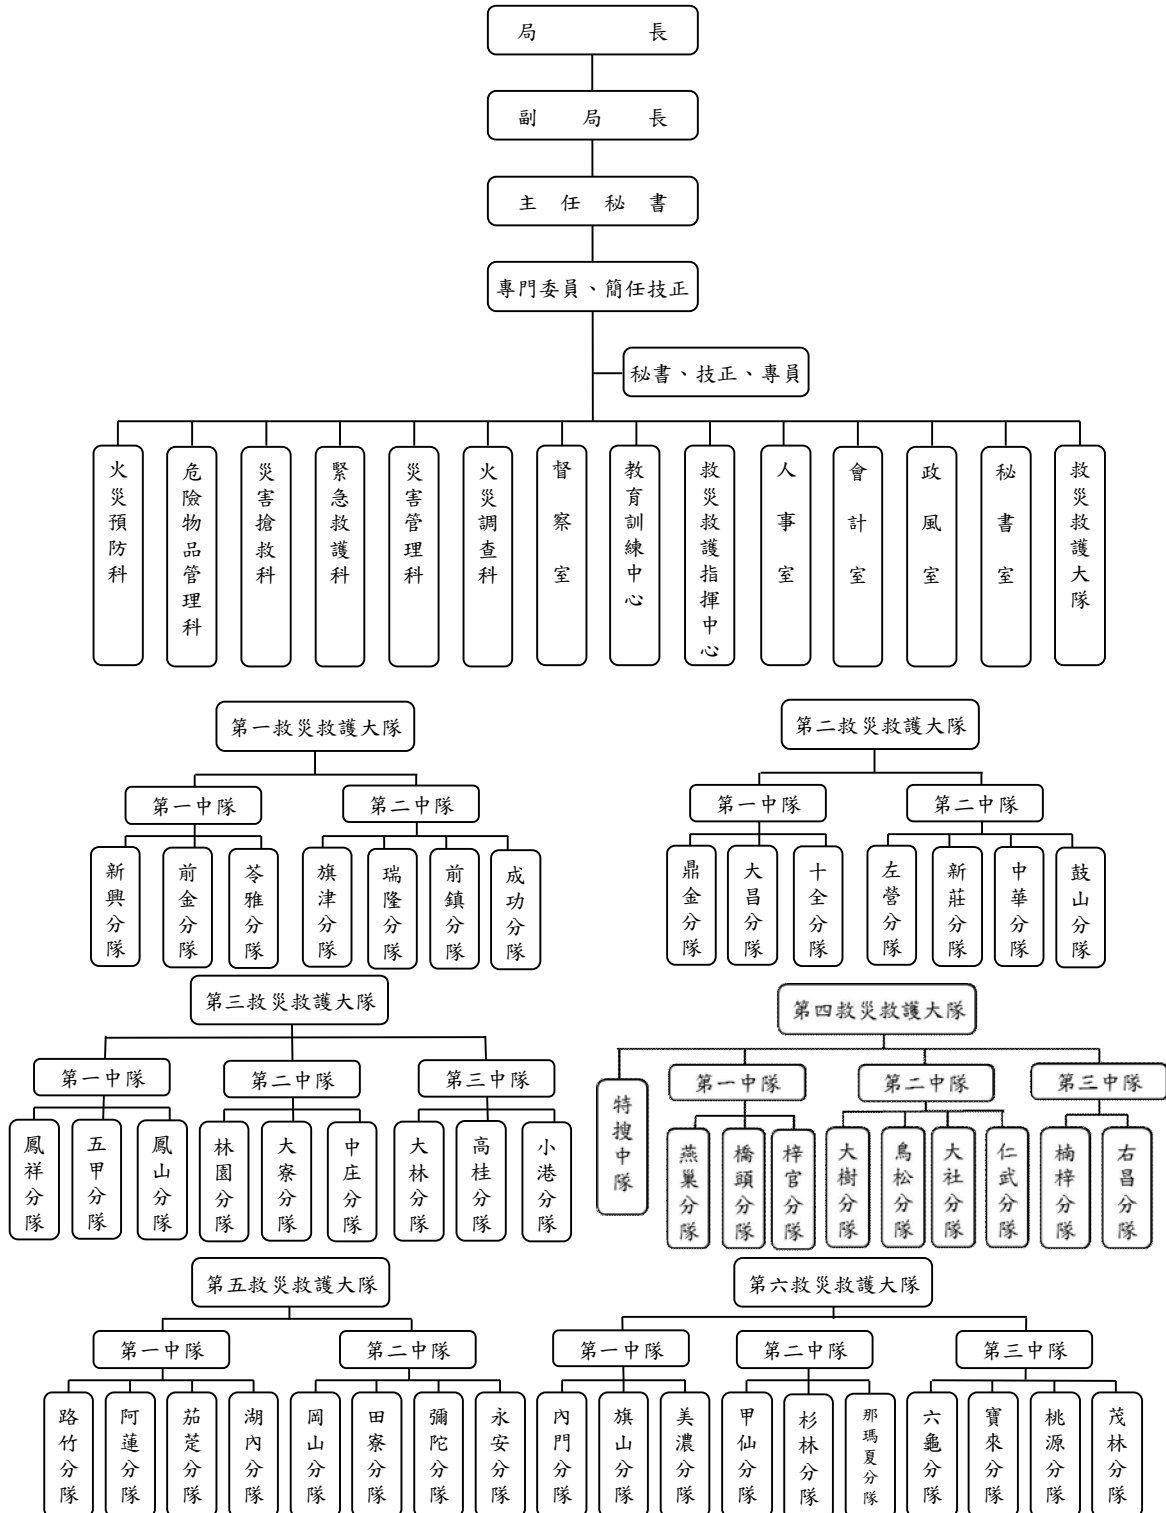 局長
副局長
主任秘書
專門委員、簡任技正
秘書、技正、專員
火災預防科
危險物品管理科
災害搶救科
緊急救護科
災害管理科
火災調查科
督察室
教育訓練中心
救災救護指揮中心
人事室
會計室
政風室
秘書室
救災救護大隊
第一救災救護大隊
第一中隊
第二中隊
新興分隊
前金分隊
苓雅分隊
旗津分隊
瑞隆分隊
前鎮分隊
成功分隊
第二救災救護大隊
第一中隊
第二中隊
鼎金分隊
大昌分隊
十全分隊
左營分隊
新莊分隊
中華分隊
鼓山分隊
第三救災救護大隊
第一中隊
第二中隊
第三中隊
鳳祥分隊
五甲分隊
鳳山分隊
林園分隊
大寮分隊
中庄分隊
大林分隊
高桂分隊
小港分隊
第四救災救護大隊
特搜中隊
第一中隊
第二中隊
第三中隊
燕巢分隊
橋頭分隊
梓官分隊
大樹分隊
鳥松分隊
大社分隊
仁武分隊
楠梓分隊
右昌分隊
第五救災救護大隊
第一中隊
第二中隊
路竹分隊
阿蓮分隊
茄萣分隊
湖內分隊
岡山分隊
田寮分隊
彌陀分隊
永安分隊
第六救災救護大隊
第一中隊
第二中隊
第三中隊
內門分隊
旗山分隊
美濃分隊
甲仙分隊
杉林分隊
那瑪夏分隊
六龜分隊
寶來分隊
桃源分隊
茂林分隊